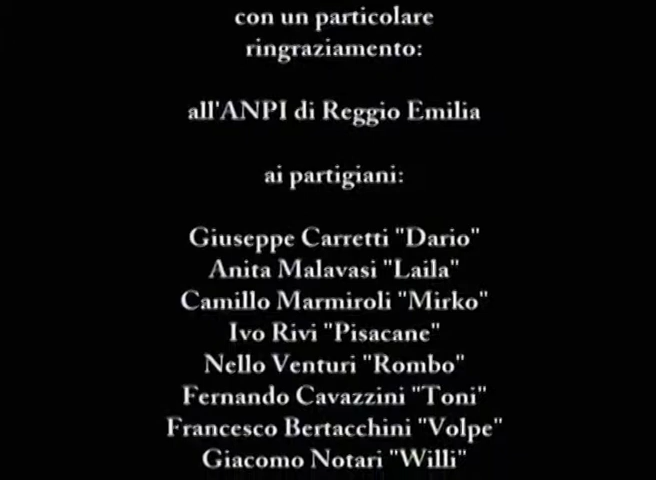 con un particolare
ringraziamento:
all'ANPI di Reggio Emilia
ai partigiani:
Giuseppe Carretti "Dario"
Anita Malavasi "Laila"
Camillo Marmiroli "Mirko"
Ivo Rivi "Pisacane"
Nello Venturi "Rombo"
Fernando Cavazzini "Toni"
Francesco Bertacchini "Volpe"
Giacomo Notari "Willi"